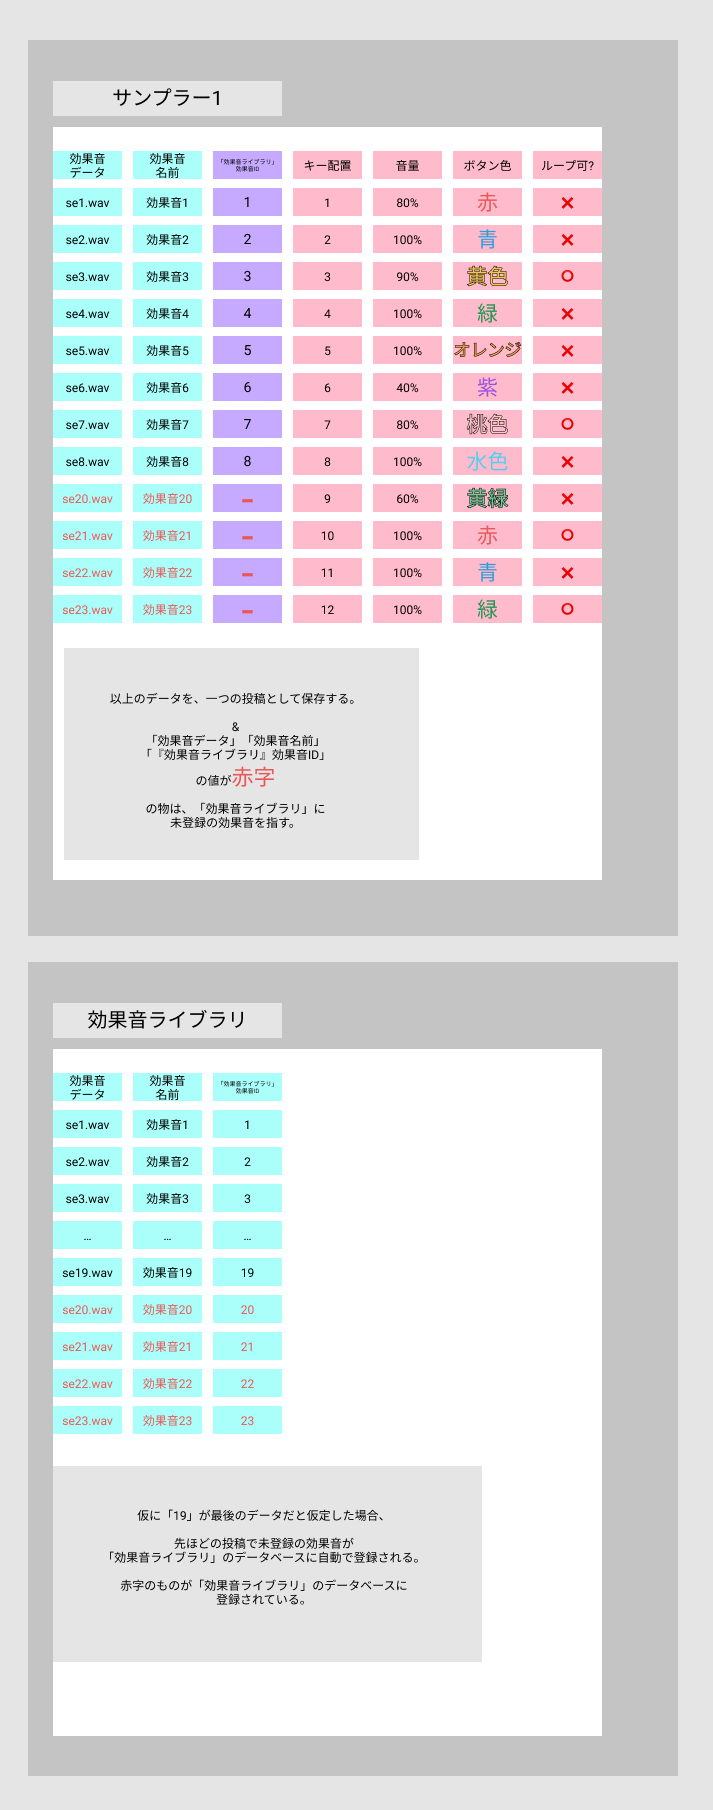 サンプラー1
効果音 データ 効果音 名前 「効果音ライブラリ」 効果音ID キー配置 音量 ボタン色 ループ可?
se1.wav 効果音1 1 1 80% 赤 ×
se2.wav 効果音2 2 2 100% 青 ×
se3.wav 効果音3 3 3 90% 黄色 ○
se4.wav 効果音4 4 4 100% 緑 ×
se5.wav 効果音5 5 5 100% オレンジ ×
se6.wav 効果音6 6 6 40% 紫 ×
se7.wav 効果音7 7 7 80% 桃色 ○
se8.wav 効果音8 8 8 100% 水色 ×
se20.wav 効果音20 - 9 60% 黄緑 ×
se21.wav 効果音21 - 10 100% 赤 ○
se22.wav 効果音22 - 11 100% 青 ×
se23.wav 効果音23 - 12 100% 緑 ○
以上のデータを、一つの投稿として保存する。
&
「効果音データ」「効果音名前」
「『効果音ライブラリ』効果音ID」
の値が赤字
の物は、「効果音ライブラリ」に
未登録の効果音を指す。
効果音ライブラリ
効果音 データ 効果音 名前 「効果音ライブラリ」 効果音ID
se1.wav 効果音1 1
se2.wav 効果音2 2
se3.wav 効果音3 3
... ... ...
se19.wav 効果音19 19
se20.wav 効果音20 20
se21.wav 効果音21 21
se22.wav 効果音22 22
se23.wav 効果音23 23
仮に「19」が最後のデータだと仮定した場合、
先ほどの投稿で未登録の効果音が
「効果音ライブラリ」のデータベースに自動で登録される。
赤字のものが「効果音ライブラリ」のデータベースに
登録されている。